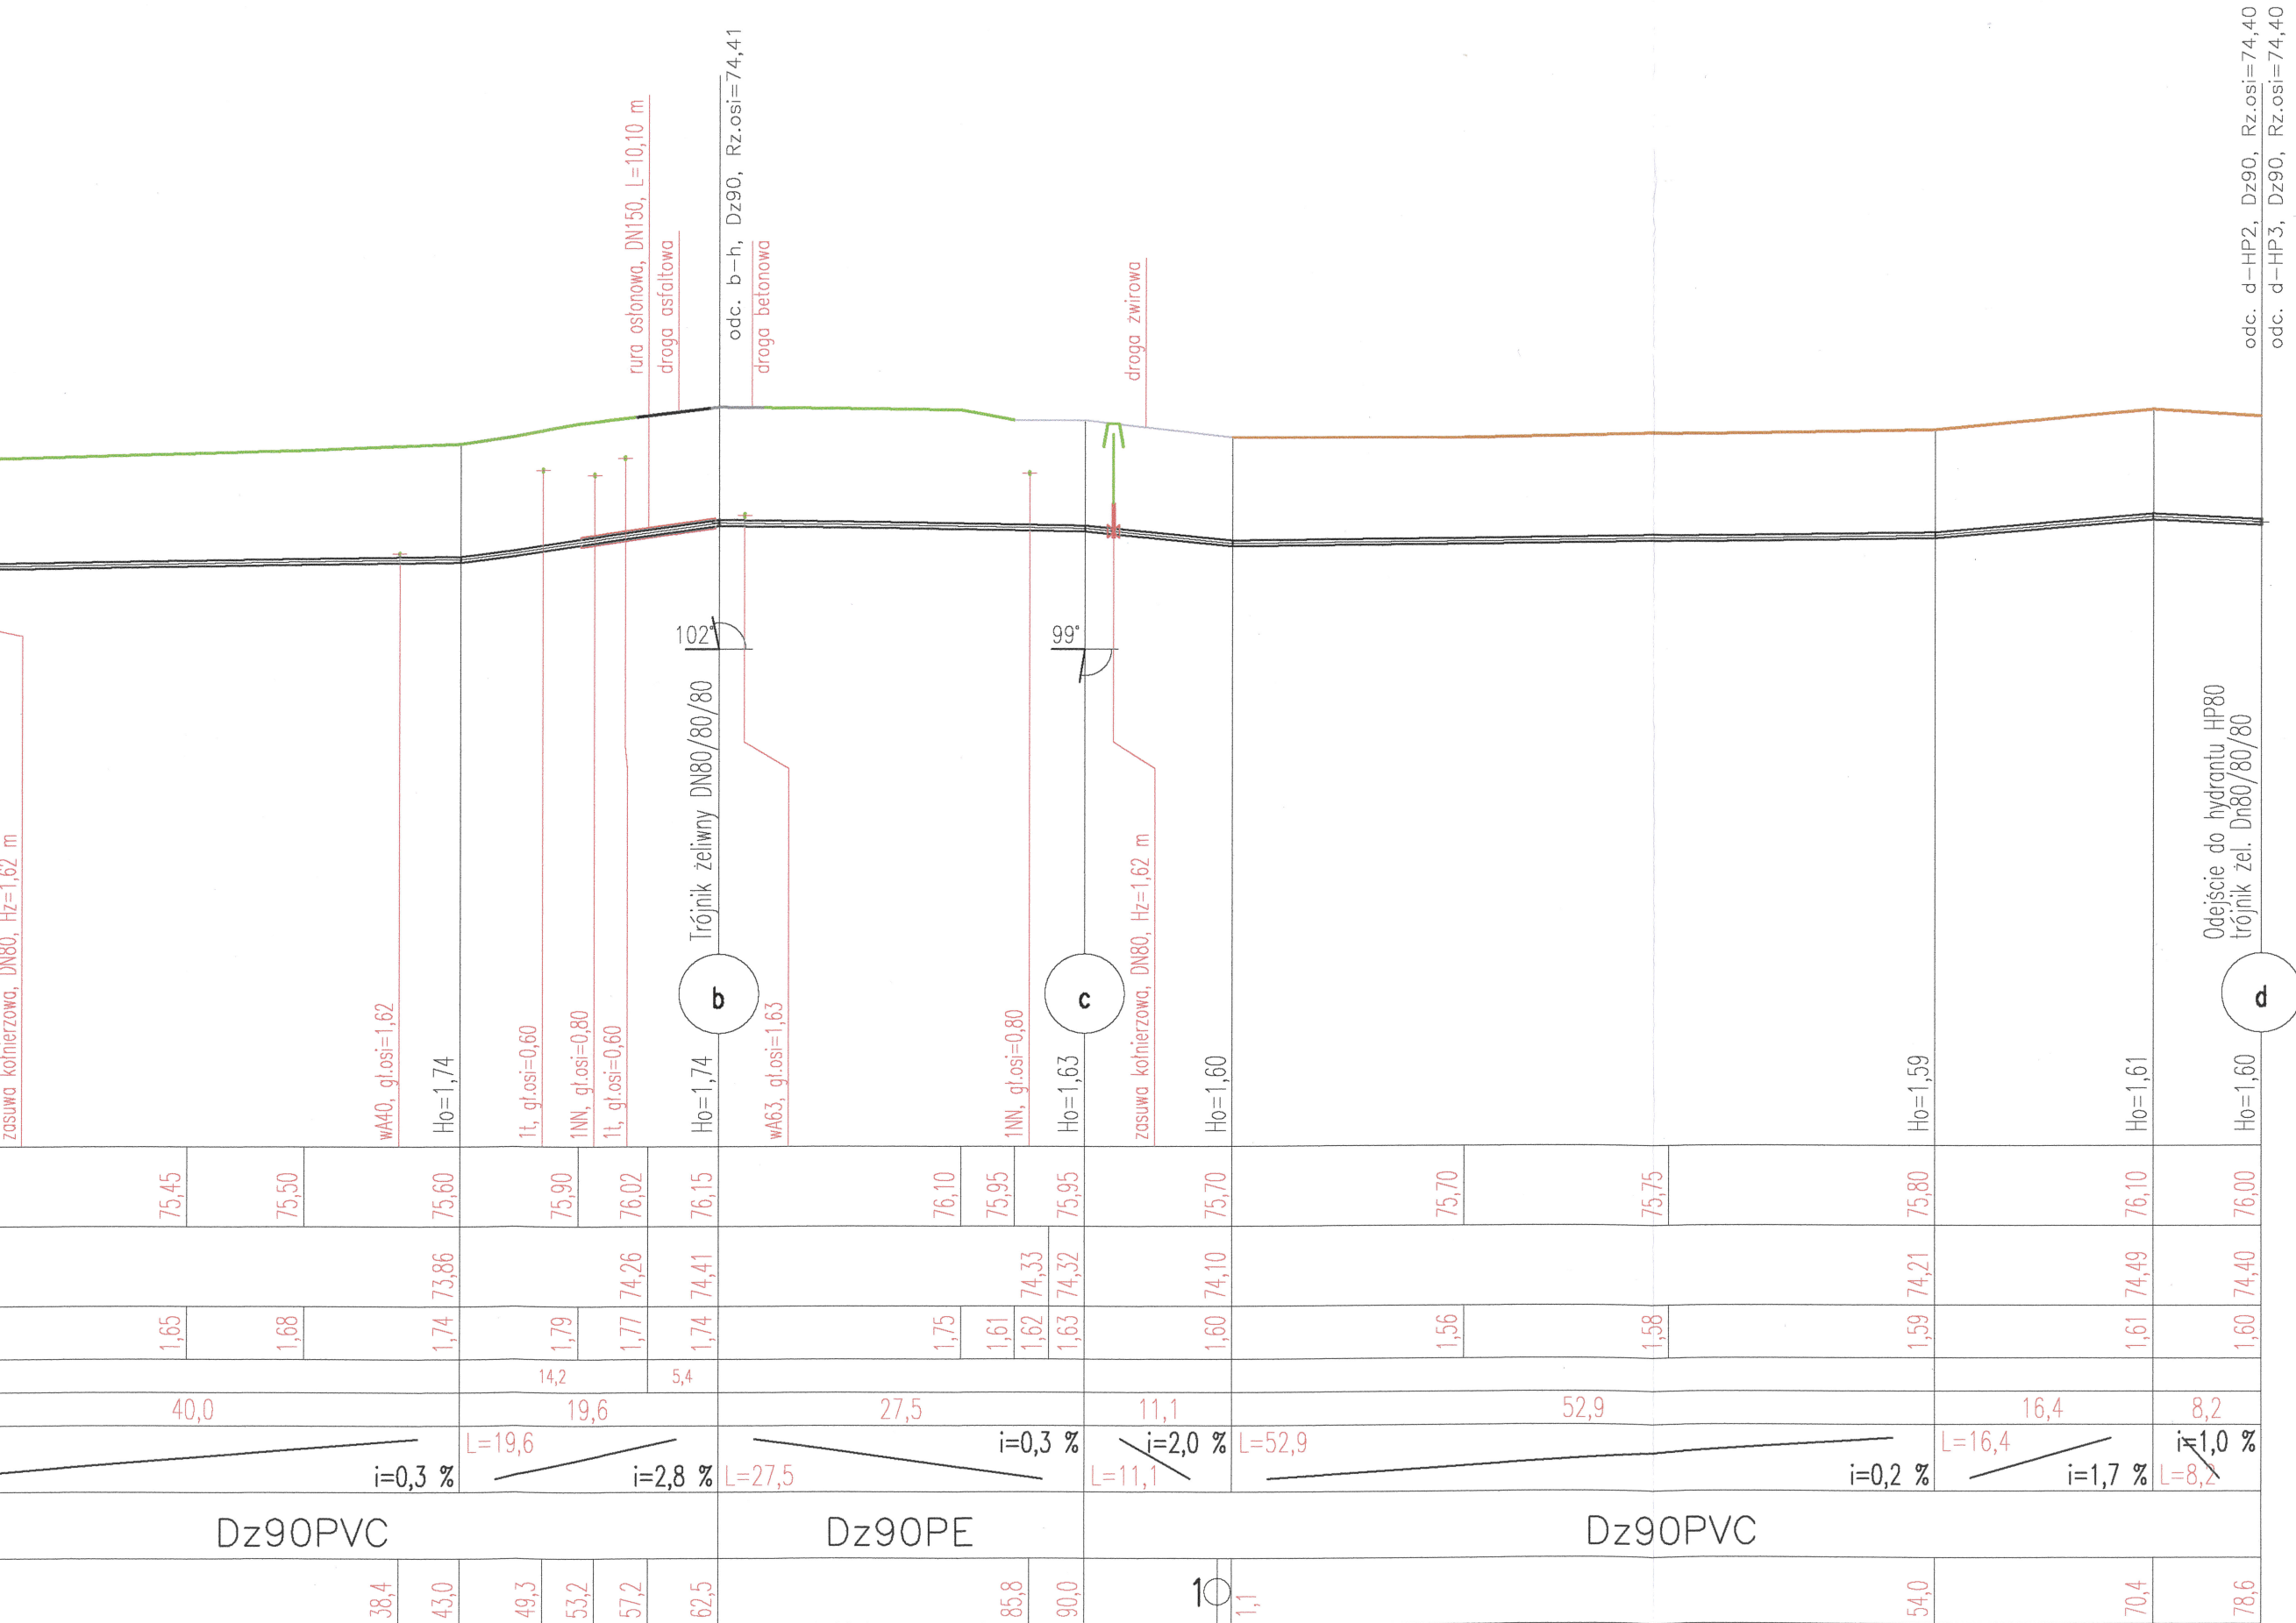 rura osłonowa, DN150, L=10,10 m
droga asfaltowa
odc. b-h, Dz90, Rz.osi=74,41
droga betonowa
droga żwirowa
odc. d-HP2, Dz90, Rz.osi=74,40
odc. d-HP3, Dz90, Rz.osi=74,40
102°
99°
zasuwa kołnierzowa, DN80, Hz=1,62 m
wA40, gł.osi=1,62
Ho=1,74
1t, gł.osi=0,60
1NN, gł.osi=0,80
1t, gł.osi=0,60
Trójnik żeliwny DN80/80/80
b
Ho=1,74
wA63, gł.osi=1,63
1NN, gł.osi=0,80
c
Ho=1,63
zasuwa kołnierzowa, DN80, Hz=1,62 m
Ho=1,60
Ho=1,59
Ho=1,61
Odejście do hydrantu HP80
trójnik żel. Dn80/80/80
d
Ho=1,60
75,45 75,50 75,60 75,90 76,02 76,15 76,10 75,95 75,95 75,70 75,70 75,75 75,80 76,10 76,00
73,86 74,26 74,41 74,33 74,32 74,10 74,21 74,49 74,40
1,65 1,68 1,74 1,79 1,77 1,74 1,75 1,61 1,62 1,63 1,60 1,56 1,58 1,59 1,61 1,60
14,2 5,4
40,0 19,6 27,5 11,1 52,9 16,4 8,2
L=19,6 i=0,3 % i=2,0 % L=52,9 L=16,4 i=1,0 %
i=0,3 % i=2,8 % L=27,5 L=11,1 i=0,2 % i=1,7 % L=8,2
Dz90PVC Dz90PE Dz90PVC
38,4 43,0 49,3 53,2 57,2 62,5 85,8 90,0 1 1,1 54,0 70,4 78,6